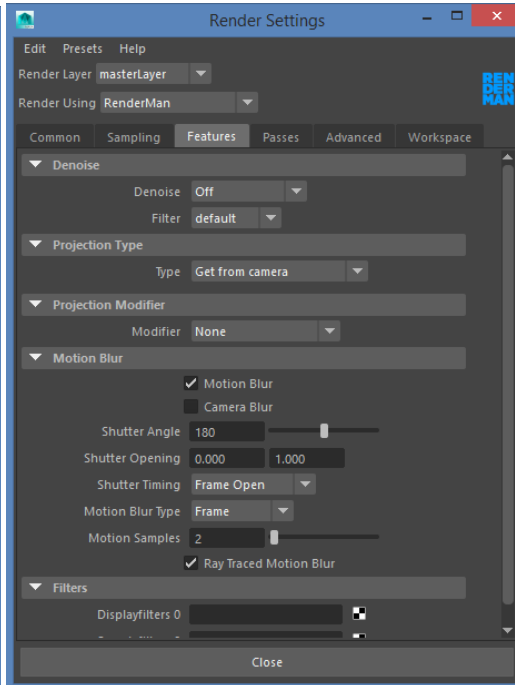 Render Settings
Edit Presets Help
Render Layer masterLayer
Render Using RenderMan
REN
DER
MAN
Common Sampling Features Passes Advanced Workspace
Denoise
Denoise Off
Filter default
Projection Type
Type Get from camera
Projection Modifier
Modifier None
Motion Blur
Motion Blur
Camera Blur
Shutter Angle 180
Shutter Opening 0.000 1.000
Shutter Timing Frame Open
Motion Blur Type Frame
Motion Samples 2
Ray Traced Motion Blur
Filters
Displayfilters 0
Close